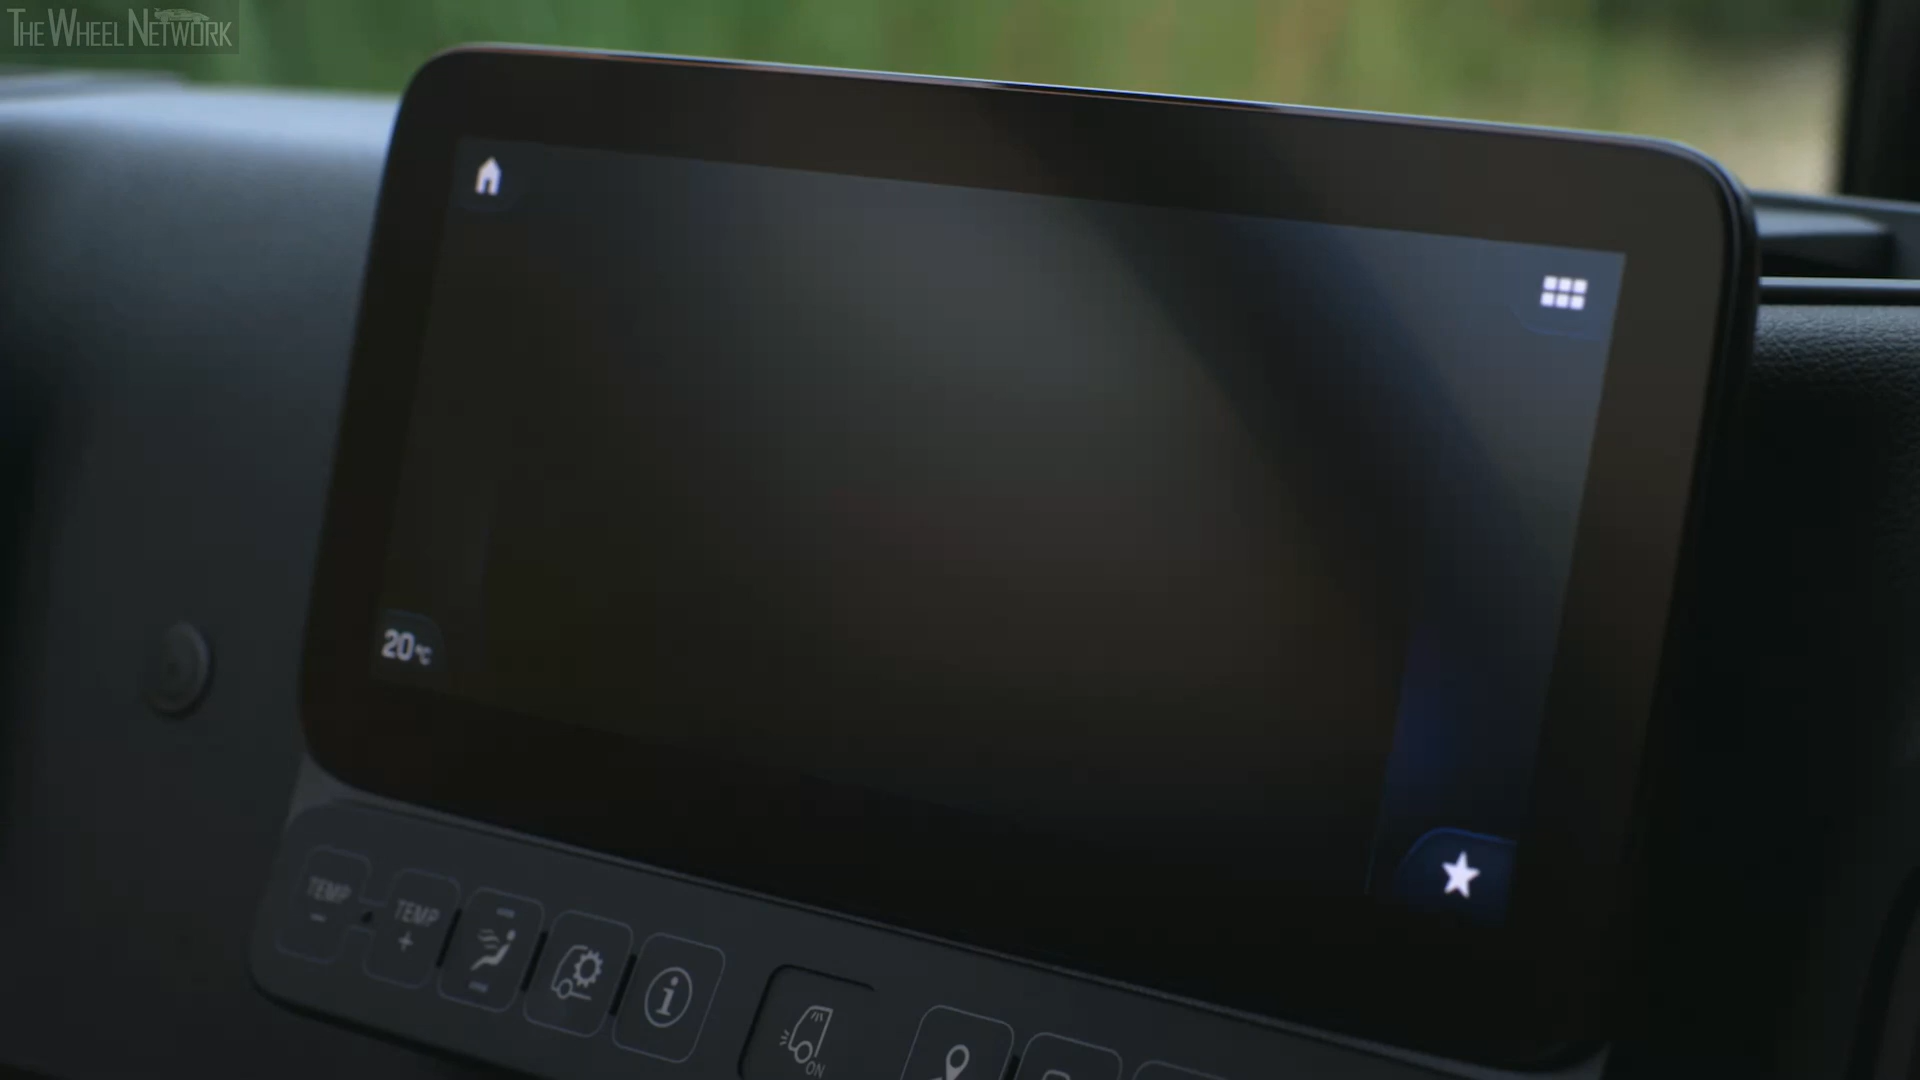 THE WHEEL NETWORK
20°C
TEMP
-
TEMP
+
i
ON